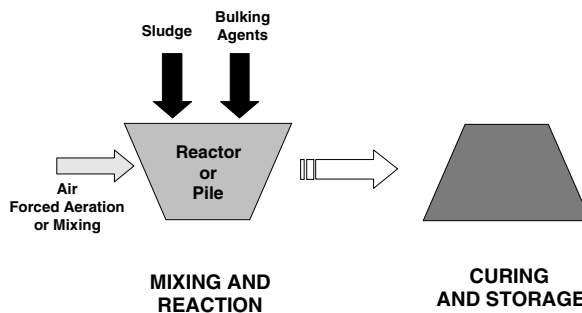 Sludge
Bulking
Agents
Reactor
or
Pile
Air
Forced Aeration
or Mixing
MIXING AND
REACTION
CURING
AND STORAGE